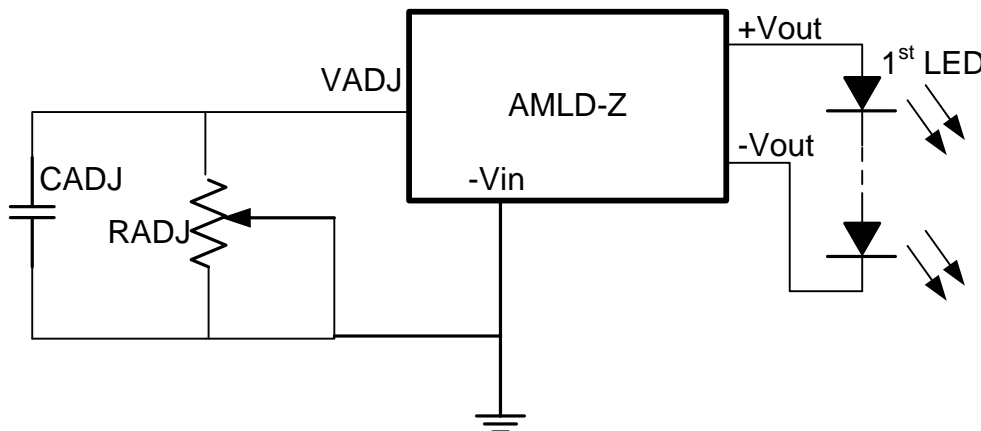 +Vout
1st LED
VADJ
AMLD-Z
-Vout
-Vin
CADJ
RADJ